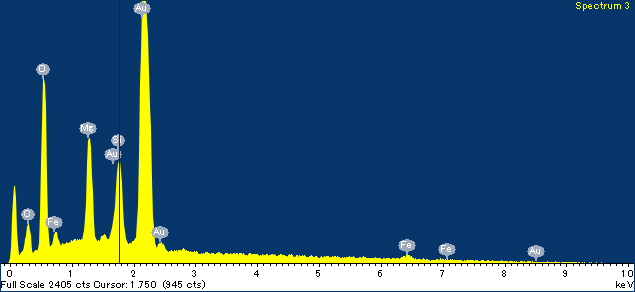 Spectrum 3
Au
O
Mg
Si
Au
C
Fe
Au
Fe
Fe
Au
0 1 2 3 4 5 6 7 8 9 10
Full Scale 2405 cts Cursor: 1.750 (945 cts) keV